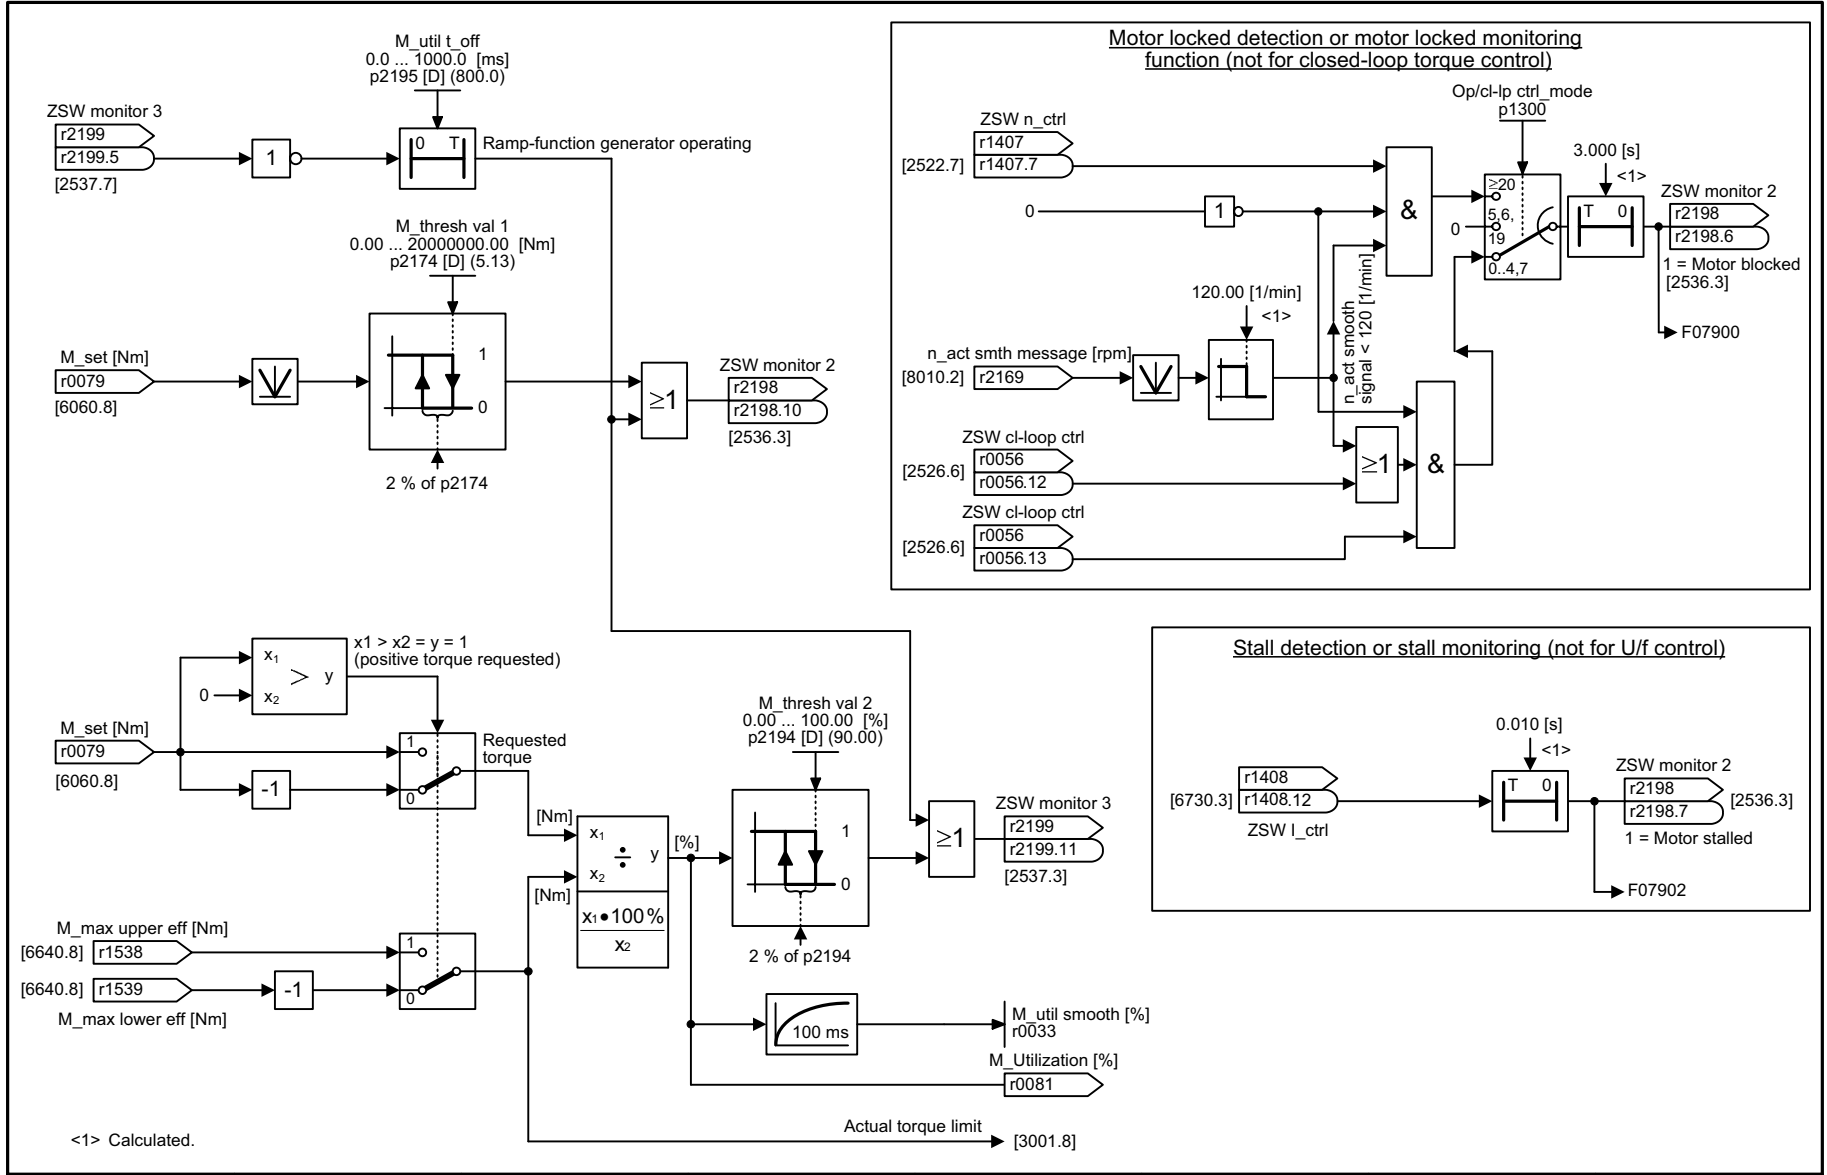 M_util t_off
0.0 ... 1000.0 [ms]
p2195 [D] (800.0)
ZSW monitor 3
r2199
r2199.5
[2537.7]
1
0 T
Ramp-function generator operating
M_thresh val 1
0.00 ... 20000000.00 [Nm]
p2174 [D] (5.13)
M_set [Nm]
r0079
[6060.8]
1
0
2 % of p2174
≥1
ZSW monitor 2
r2198
r2198.10
[2536.3]
x1
> y
0
x2
x1 > x2 = y = 1
(positive torque requested)
M_set [Nm]
r0079
[6060.8]
-1
1
0
Requested
torque
[Nm]
[Nm]
x1
÷ y
x2
x1•100%
x2
[%]
M_max upper eff [Nm]
[6640.8] r1538
[6640.8] r1539
M_max lower eff [Nm]
-1
1
0
M_thresh val 2
0.00 ... 100.00 [%]
p2194 [D] (90.00)
1
0
2 % of p2194
≥1
ZSW monitor 3
r2199
r2199.11
[2537.3]
100 ms
M_util smooth [%]
r0033
M_Utilization [%]
r0081
Actual torque limit
[3001.8]
<1> Calculated.
Motor locked detection or motor locked monitoring
function (not for closed-loop torque control)
ZSW n_ctrl
r1407
[2522.7] r1407.7
0
1
&
Op/cl-lp ctrl_mode
p1300
≥20
5,6,
0
19
0..4,7
3.000 [s]
<1>
T 0
ZSW monitor 2
r2198
r2198.6
1 = Motor blocked
[2536.3]
F07900
120.00 [1/min]
<1>
n_act smth message [rpm]
[8010.2] r2169
n_act smooth
signal < 120 [1/min]
ZSW cl-loop ctrl
r0056
[2526.6]
r0056.12
≥1
&
ZSW cl-loop ctrl
r0056
[2526.6]
r0056.13
Stall detection or stall monitoring (not for U/f control)
0.010 [s]
<1>
r1408
[6730.3] r1408.12
ZSW I_ctrl
T 0
ZSW monitor 2
r2198
r2198.7
[2536.3]
1 = Motor stalled
F07902